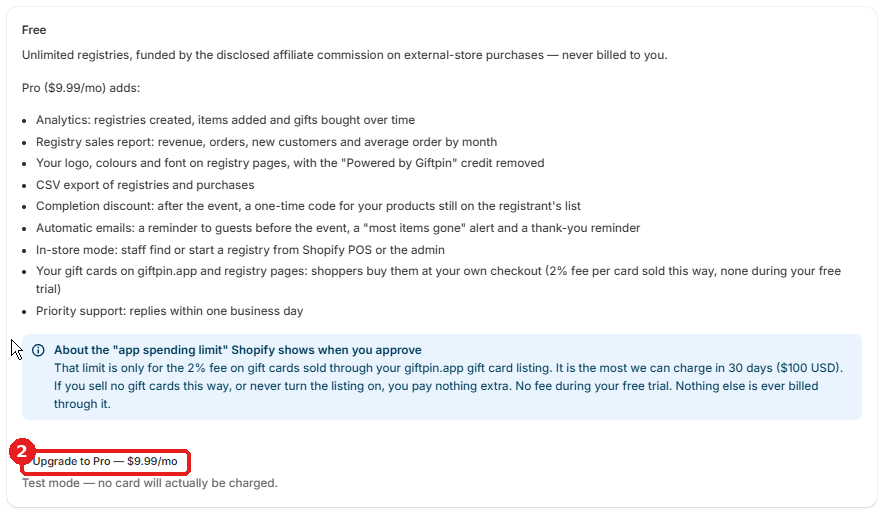 Free
Unlimited registries, funded by the disclosed affiliate commission on external-store purchases — never billed to you.
Pro ($9.99/mo) adds:
• Analytics: registries created, items added and gifts bought over time
• Registry sales report: revenue, orders, new customers and average order by month
• Your logo, colours and font on registry pages, with the "Powered by Giftpin" credit removed
• CSV export of registries and purchases
• Completion discount: after the event, a one-time code for your products still on the registrant's list
• Automatic emails: a reminder to guests before the event, a "most items gone" alert and a thank-you reminder
• In-store mode: staff find or start a registry from Shopify POS or the admin
• Your gift cards on giftpin.app and registry pages: shoppers buy them at your own checkout (2% fee per card sold this way, none during your free
trial)
• Priority support: replies within one business day
About the "app spending limit" Shopify shows when you approve
That limit is only for the 2% fee on gift cards sold through your giftpin.app gift card listing. It is the most we can charge in 30 days ($100 USD).
If you sell no gift cards this way, or never turn the listing on, you pay nothing extra. No fee during your free trial. Nothing else is ever billed
through it.
2
Upgrade to Pro — $9.99/mo
Test mode — no card will actually be charged.